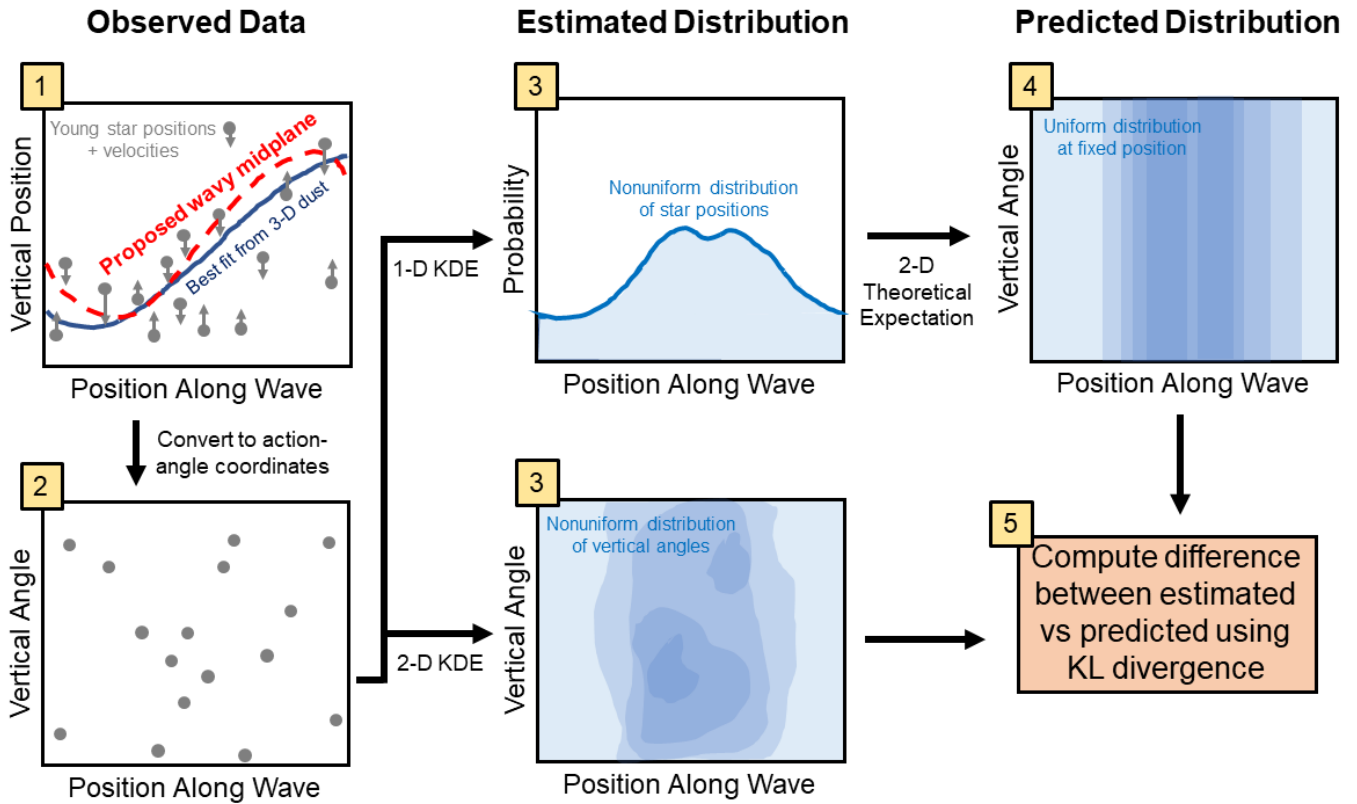 Observed Data
Estimated Distribution
Predicted Distribution
1
Vertical Position
Young star positions
+ velocities
Proposed wavy midplane
Best fit from 3-D dust
Position Along Wave
Convert to action-
angle coordinates
2
Vertical Angle
Position Along Wave
1-D KDE
2-D KDE
3
Probability
Nonuniform distribution
of star positions
Position Along Wave
3
Vertical Angle
Nonuniform distribution
of vertical angles
Position Along Wave
2-D
Theoretical
Expectation
4
Vertical Angle
Uniform distribution
at fixed position
Position Along Wave
5
Compute difference
between estimated
vs predicted using
KL divergence